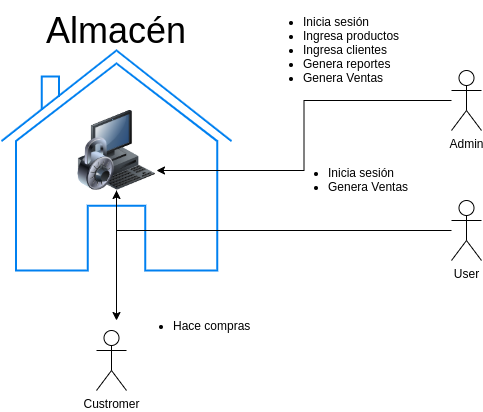 Almacén
• Inicia sesión
• Ingresa productos
• Ingresa clientes
• Genera reportes
• Genera Ventas
Admin
• Inicia sesión
• Genera Ventas
User
• Hace compras
Custromer